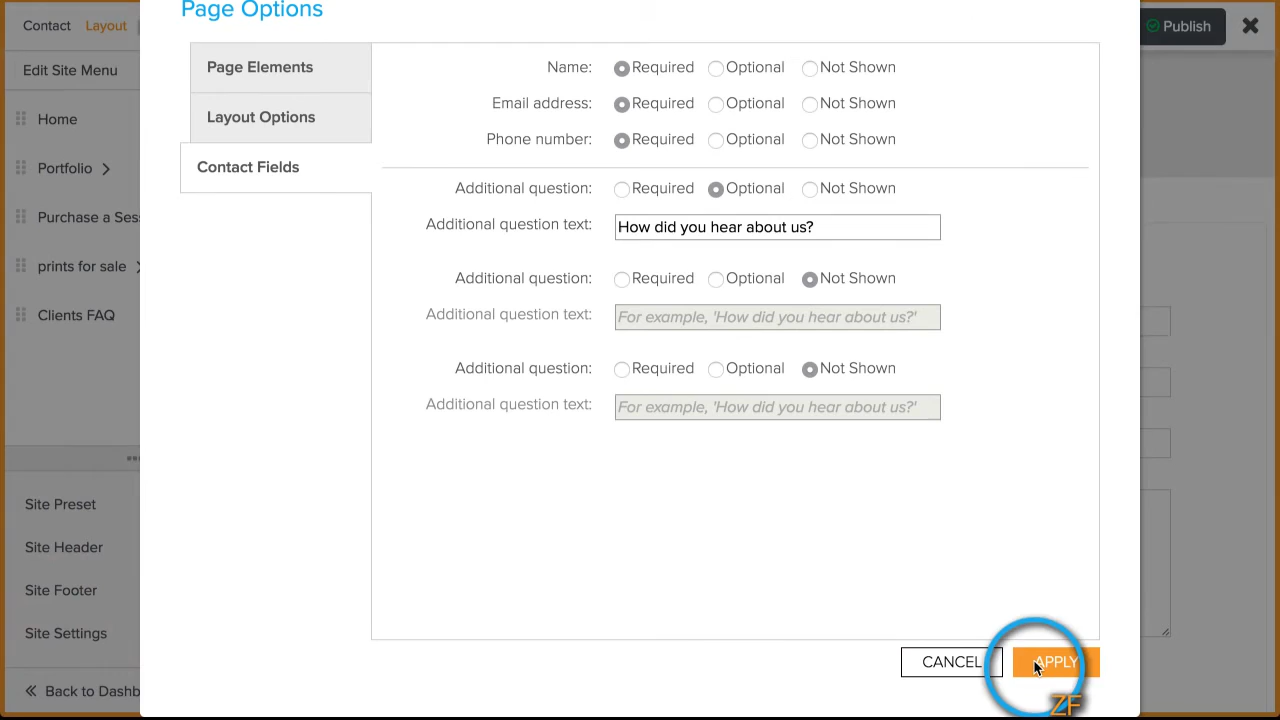 Page Options
Contact Layout
Publish
Edit Site Menu
Home
Portfolio
Purchase a Ses
prints for sale
Clients FAQ
Site Preset
Site Header
Site Footer
Site Settings
Back to Dashb
Page Elements
Layout Options
Contact Fields
Name: Required Optional Not Shown
Email address: Required Optional Not Shown
Phone number: Required Optional Not Shown
Additional question: Required Optional Not Shown
Additional question text: How did you hear about us?
Additional question: Required Optional Not Shown
Additional question text: For example, 'How did you hear about us?'
Additional question: Required Optional Not Shown
Additional question text: For example, 'How did you hear about us?'
CANCEL APPLY
ZF